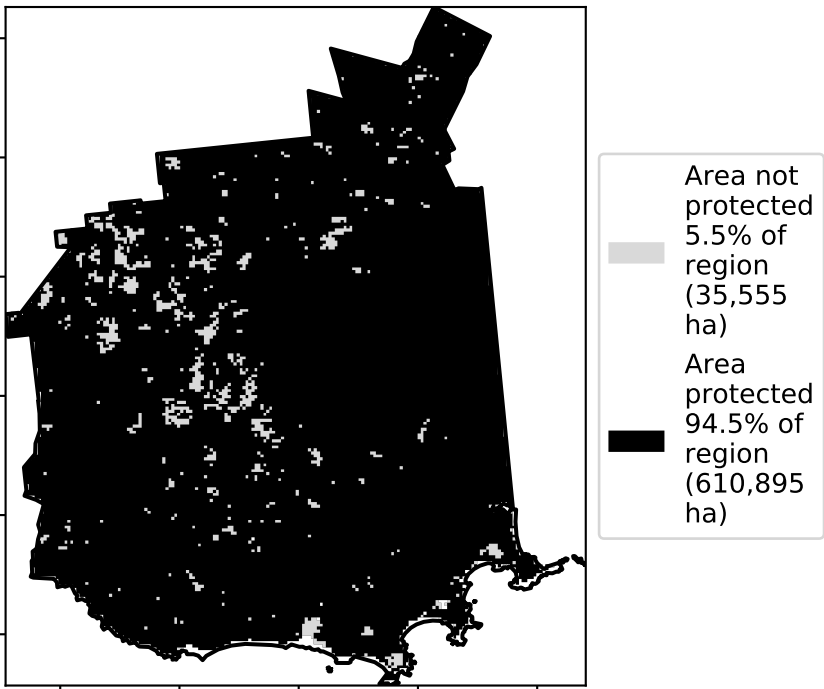 Area not
protected
5.5% of
region
(35,555
ha)
Area
protected
94.5% of
region
(610,895
ha)